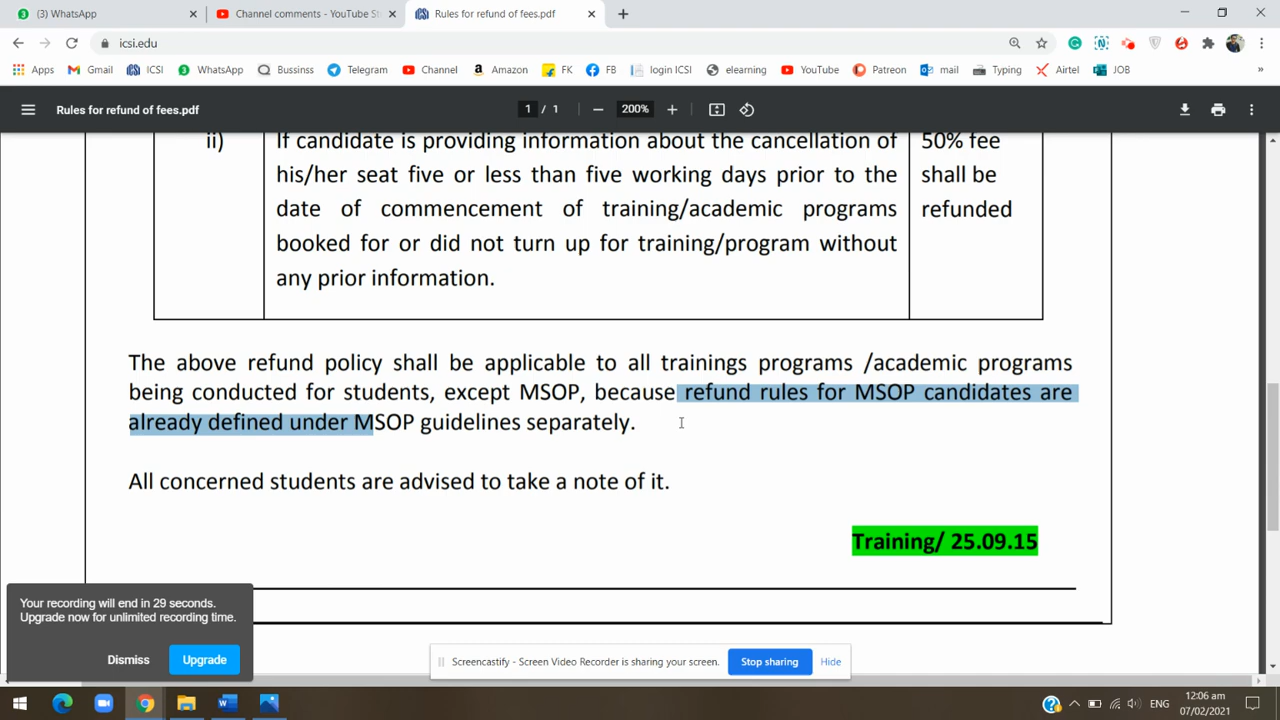 (3) WhatsApp
Channel comments - YouTube St
Rules for refund of fees.pdf
icsi.edu
Apps
Gmail
ICSI
WhatsApp
Bussinss
Telegram
Channel
Amazon
FK
FB
login ICSI
elearning
YouTube
Patreon
mail
Typing
Airtel
JOB
»
Rules for refund of fees.pdf
1 / 1
200%
ii)
If candidate is providing information about the cancellation of
his/her seat five or less than five working days prior to the
date of commencement of training/academic programs
booked for or did not turn up for training/program without
any prior information.
50% fee
shall be
refunded
The above refund policy shall be applicable to all trainings programs /academic programs
being conducted for students, except MSOP, because refund rules for MSOP candidates are
already defined under MSOP guidelines separately.
All concerned students are advised to take a note of it.
Training/ 25.09.15
Your recording will end in 29 seconds.
Upgrade now for unlimited recording time.
Dismiss
Upgrade
Screencastify - Screen Video Recorder is sharing your screen.
Stop sharing
Hide
ENG
12:06 am
07/02/2021